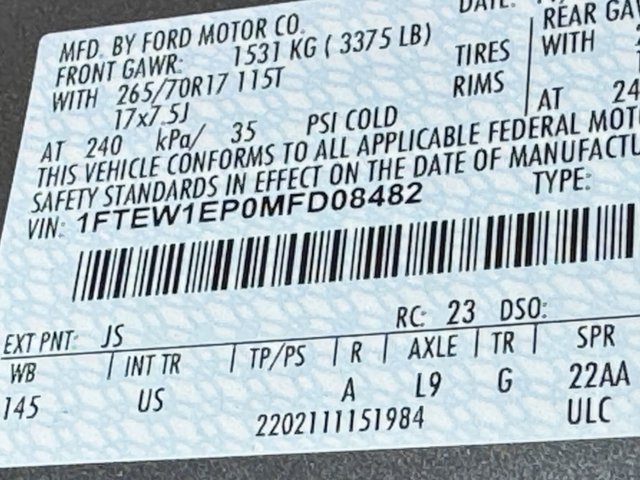 MFD. BY FORD MOTOR CO.
DATE:
FRONT GAWR: 1531 KG ( 3375 LB)
REAR
WITH 265/70R17 115T TIRES
WITH
17x7.5J RIMS
AT 240 kPa/ 35 PSI COLD
AT 24
THIS VEHICLE CONFORMS TO ALL APPLICABLE FEDERAL
SAFETY STANDARDS IN EFFECT ON THE DATE OF
VIN: 1FTEW1EP0MFD08482
TYPE:
EXT PNT: JS RC: 23 DSO:
WB | INT TR | TP/PS | R | AXLE | TR | SPR
145 US A L9 G 22AA
2202111151984 ULC